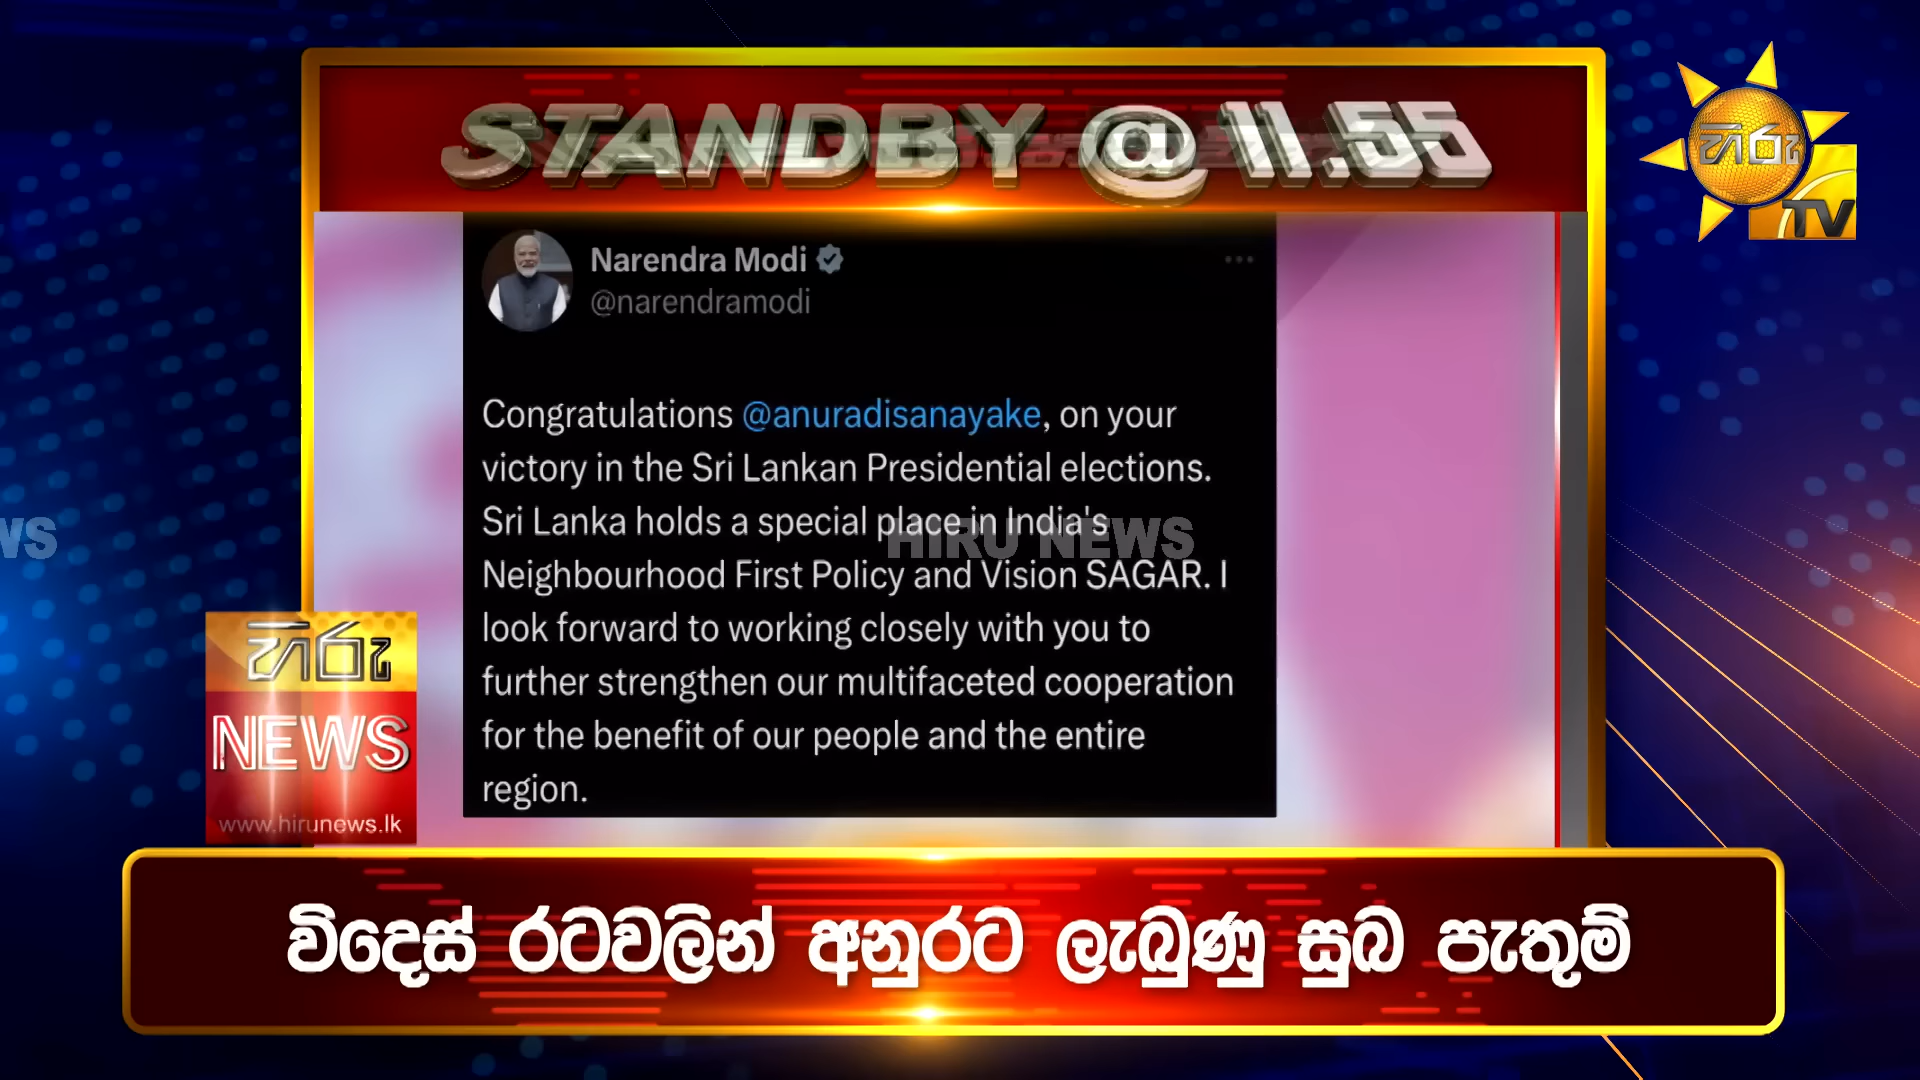 STANDBY @ 11.55
හිරු
TV
Narendra Modi
@narendramodi
Congratulations @anuradisanayake, on your
victory in the Sri Lankan Presidential elections.
Sri Lanka holds a special place in India's
Neighbourhood First Policy and Vision SAGAR. I
look forward to working closely with you to
further strengthen our multifaceted cooperation
for the benefit of our people and the entire
region.
HIRU NEWS
WS
හිරු
NEWS
www.hirunews.lk
විදෙස් රටවලින් අනුරට ලැබුණු සුබ පැතුම්